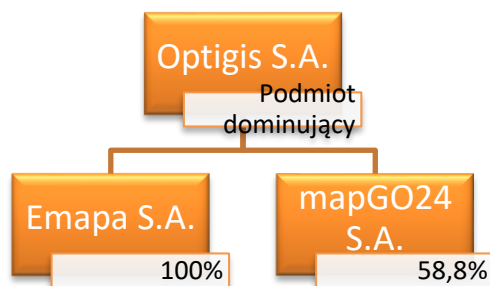 Optigis S.A.
Podmiot
dominujący
Emapa S.A.
100%
mapGO24
S.A.
58,8%